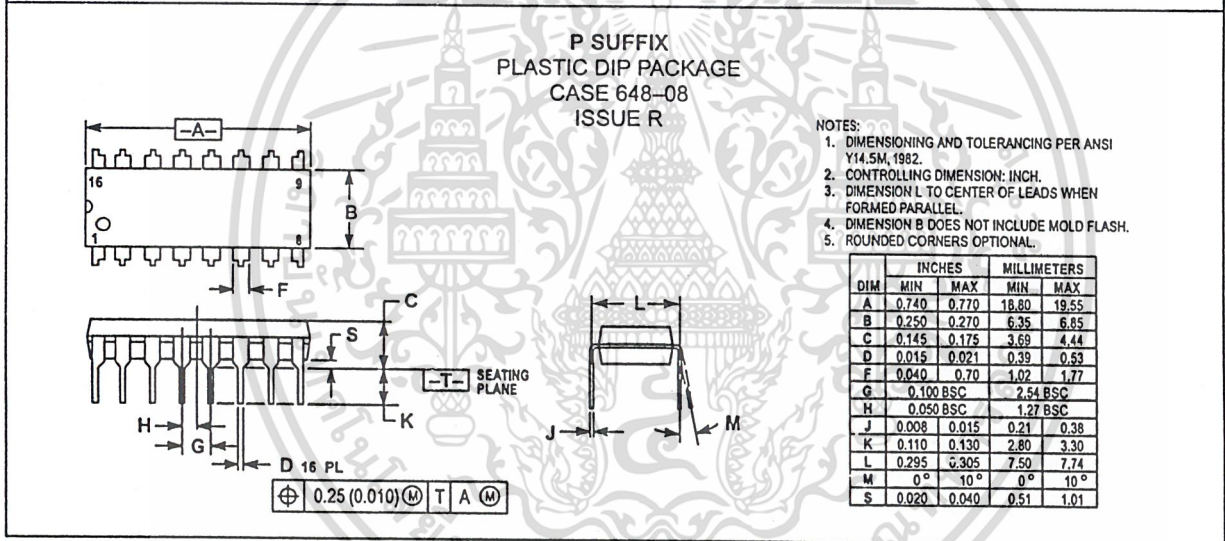 P SUFFIX
PLASTIC DIP PACKAGE
CASE 648–08
ISSUE R
–A–
16
9
B
1
8
F
C
S
–T–
SEATING
PLANE
K
H
G
D 16 PL
⌖ 0.25 (0.010) Ⓜ T A Ⓜ
L
J
M
NOTES:
1. DIMENSIONING AND TOLERANCING PER ANSI
Y14.5M, 1982.
2. CONTROLLING DIMENSION: INCH.
3. DIMENSION L TO CENTER OF LEADS WHEN
FORMED PARALLEL.
4. DIMENSION B DOES NOT INCLUDE MOLD FLASH.
5. ROUNDED CORNERS OPTIONAL.
INCHES MILLIMETERS
DIM MIN MAX MIN MAX
A 0.740 0.770 18.80 19.55
B 0.250 0.270 6.35 6.85
C 0.145 0.175 3.69 4.44
D 0.015 0.021 0.39 0.53
F 0.040 0.70 1.02 1.77
G 0.100 BSC 2.54 BSC
H 0.050 BSC 1.27 BSC
J 0.008 0.015 0.21 0.38
K 0.110 0.130 2.80 3.30
L 0.295 0.305 7.50 7.74
M 0° 10° 0° 10°
S 0.020 0.040 0.51 1.01